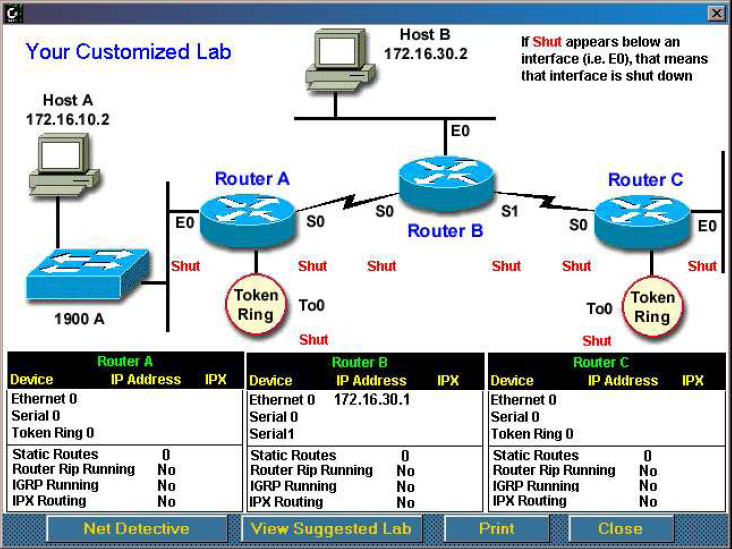 Your Customized Lab
Host B
172.16.30.2
If Shut appears below an
interface (i.e. E0), that means
that interface is shut down
Host A
172.16.10.2
E0
Router A
Router C
E0
S0
S0
Router B
S1
S0
E0
Shut
Shut
Shut
Shut
Shut
Shut
1900 A
Token
Ring
To0
Shut
To0
Token
Ring
Shut
Router A
Device IP Address IPX
Ethernet 0
Serial 0
Token Ring 0
Static Routes 0
Router Rip Running No
IGRP Running No
IPX Routing No
Router B
Device IP Address IPX
Ethernet 0 172.16.30.1
Serial 0
Serial1
Static Routes 0
Router Rip Running No
IGRP Running No
IPX Routing No
Router C
Device IP Address IPX
Ethernet 0
Serial 0
Token Ring 0
Static Routes 0
Router Rip Running No
IGRP Running No
IPX Routing No
Net Detective
View Suggested Lab
Print
Close